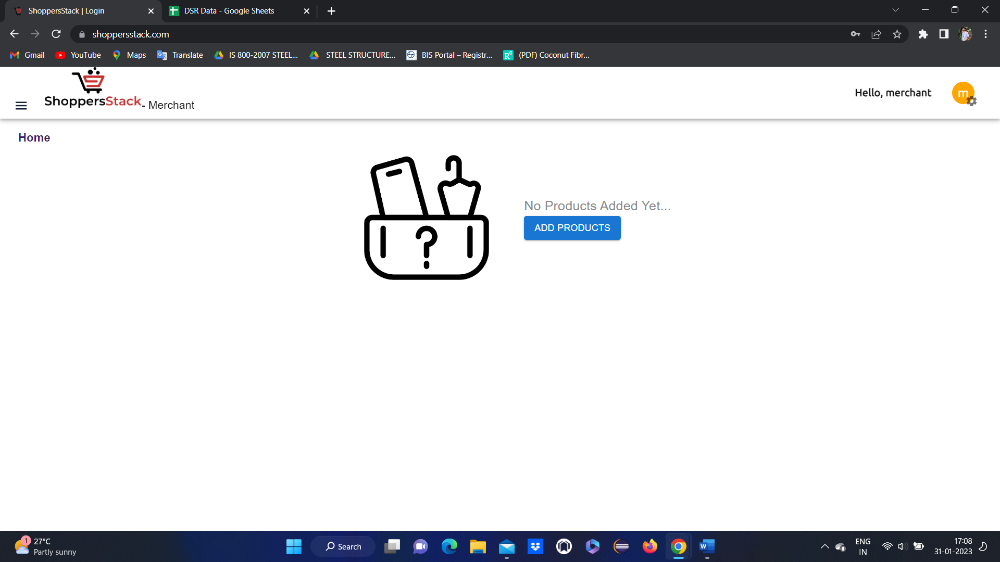 ShoppersStack | Login
DSR Data - Google Sheets
shoppersstack.com
Gmail
YouTube
Maps
Translate
IS 800-2007 STEEL...
STEEL STRUCTURE...
BIS Portal – Registr...
(PDF) Coconut Fibr...
ShoppersStack - Merchant
Hello, merchant
m
Home
No Products Added Yet...
ADD PRODUCTS
?
1
27°C
Partly sunny
Search
ENG
IN
17:08
31-01-2023